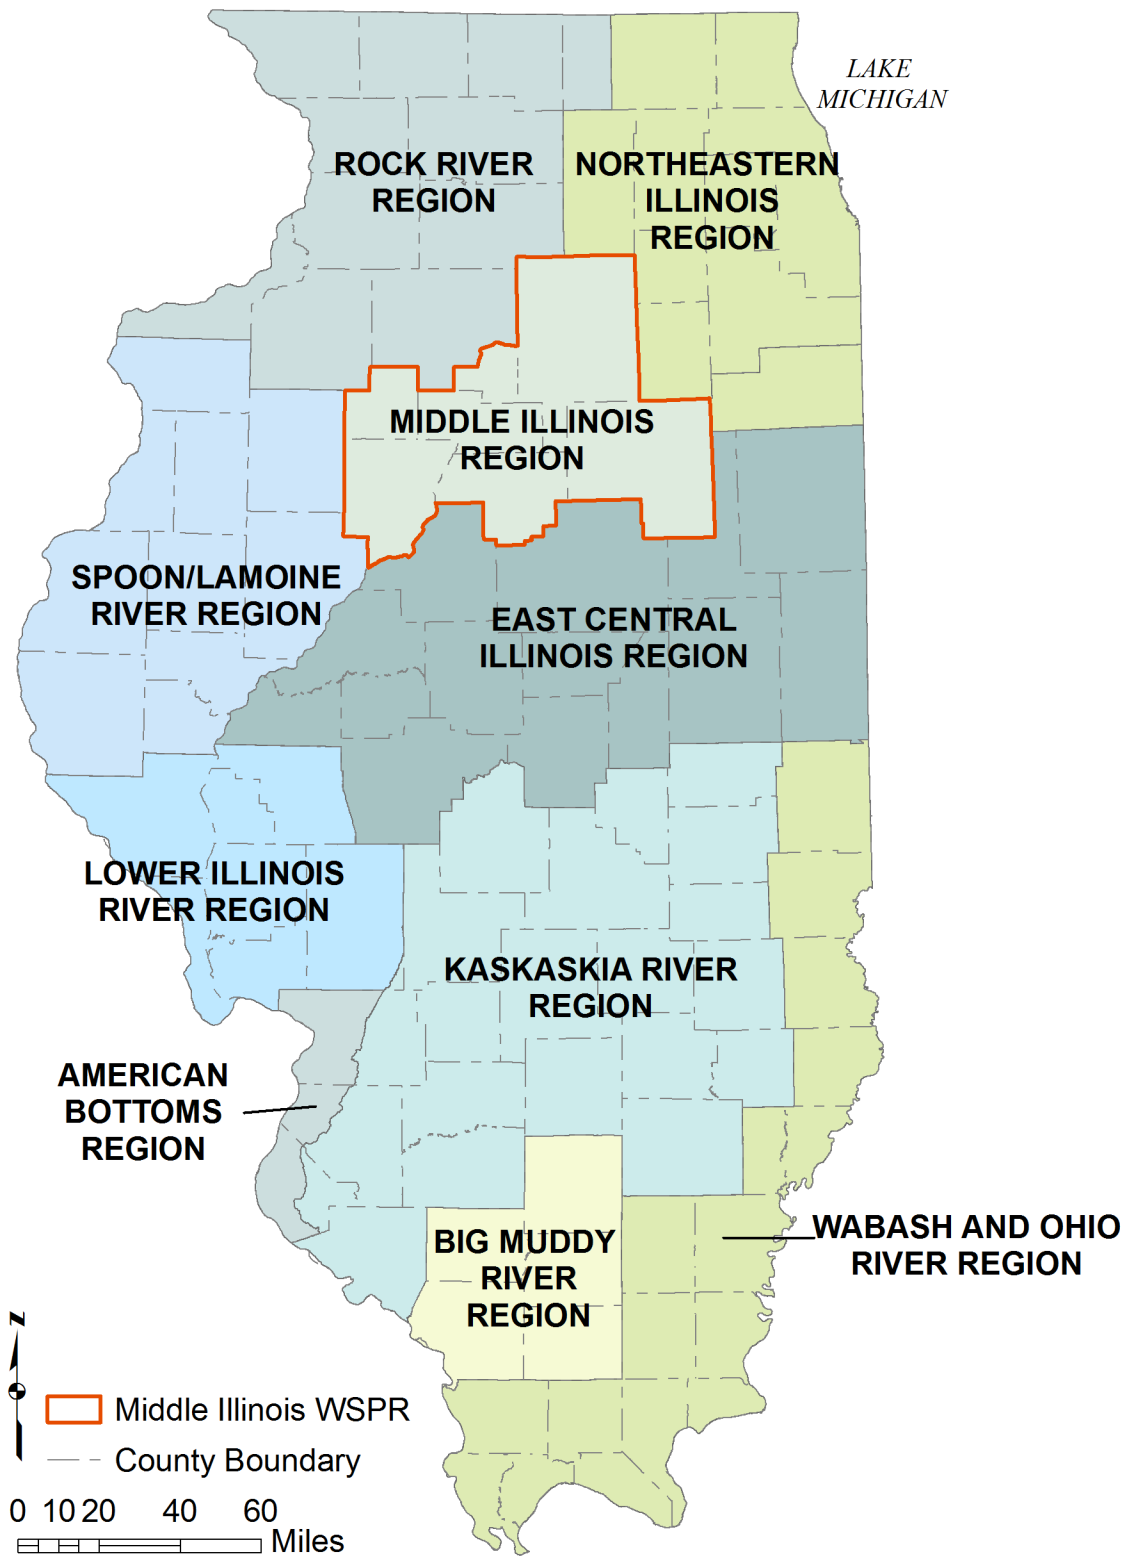 LAKE
MICHIGAN
ROCK RIVER
REGION
NORTHEASTERN
ILLINOIS
REGION
MIDDLE ILLINOIS
REGION
SPOON/LAMOINE
RIVER REGION
EAST CENTRAL
ILLINOIS REGION
LOWER ILLINOIS
RIVER REGION
KASKASKIA RIVER
REGION
AMERICAN
BOTTOMS
REGION
WABASH AND OHIO
RIVER REGION
BIG MUDDY
RIVER
REGION
Z
Middle Illinois WSPR
County Boundary
0 10 20 40 60
Miles